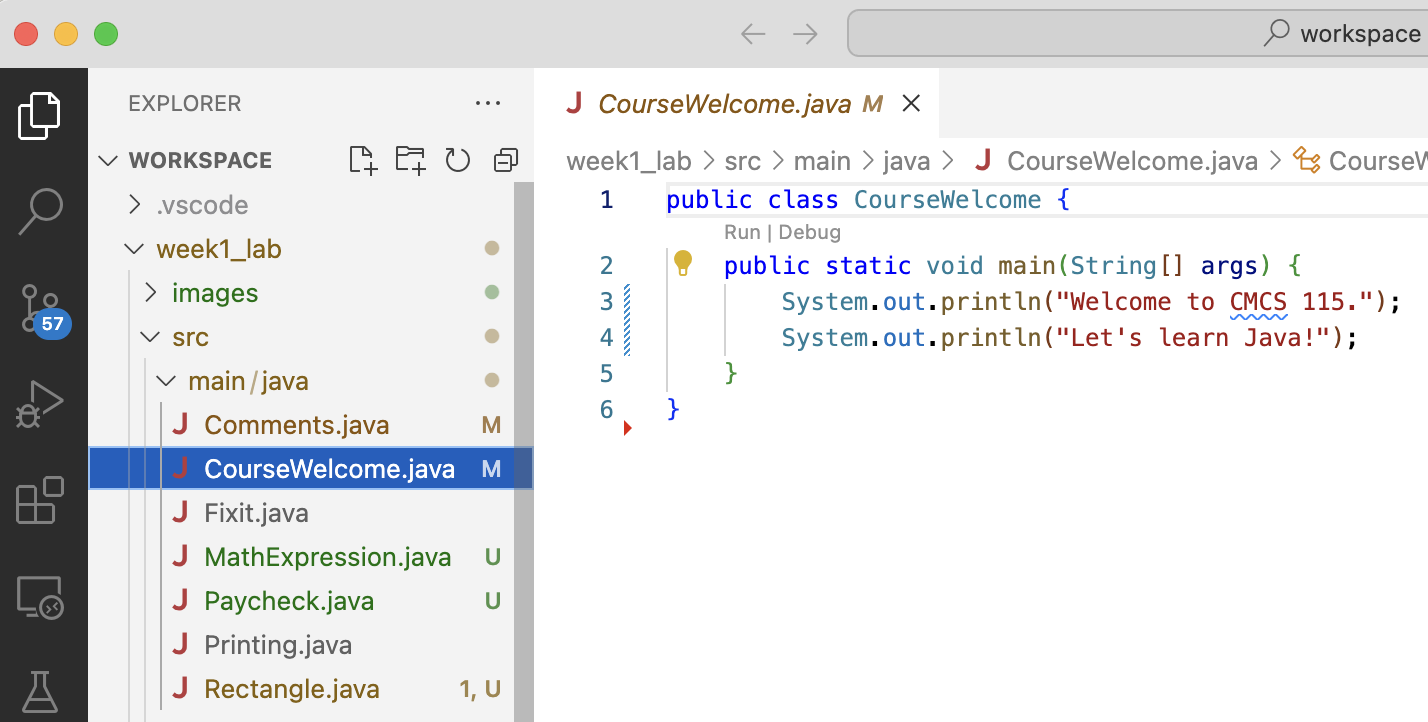 workspace
EXPLORER
WORKSPACE
.vscode
week1_lab
images
src
57
main/java
Comments.java M
CourseWelcome.java M
Fixit.java
MathExpression.java U
Paycheck.java U
Printing.java
Rectangle.java 1, U
J CourseWelcome.java M
week1_lab > src > main > java > J CourseWelcome.java > CourseW
1 public class CourseWelcome {
Run | Debug
2 public static void main(String[] args) {
3 System.out.println("Welcome to CMCS 115.");
4 System.out.println("Let's learn Java!");
5 }
6 }